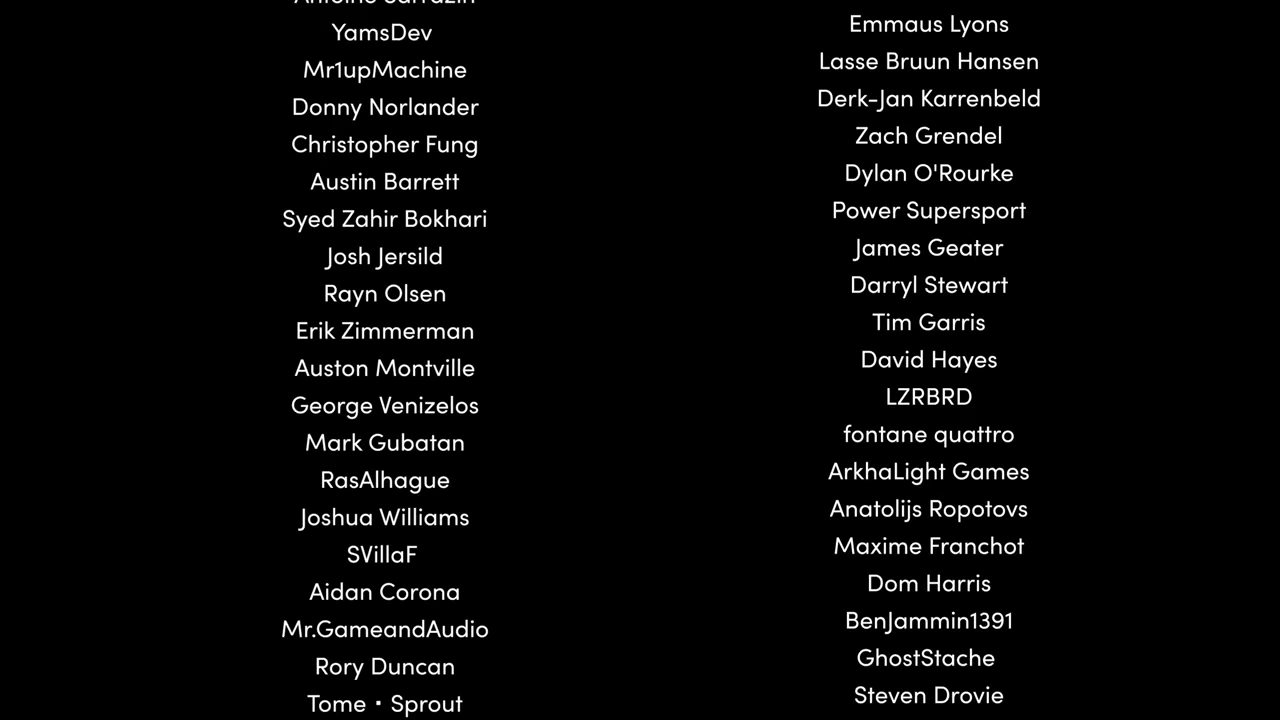 YamsDev
Mr1upMachine
Donny Norlander
Christopher Fung
Austin Barrett
Syed Zahir Bokhari
Josh Jersild
Rayn Olsen
Erik Zimmerman
Auston Montville
George Venizelos
Mark Gubatan
RasAlhague
Joshua Williams
SVillaF
Aidan Corona
Mr.GameandAudio
Rory Duncan
Tome・Sprout
Emmaus Lyons
Lasse Bruun Hansen
Derk-Jan Karrenbeld
Zach Grendel
Dylan O'Rourke
Power Supersport
James Geater
Darryl Stewart
Tim Garris
David Hayes
LZRBRD
fontane quattro
ArkhaLight Games
Anatolijs Ropotovs
Maxime Franchot
Dom Harris
BenJammin1391
GhostStache
Steven Drovie